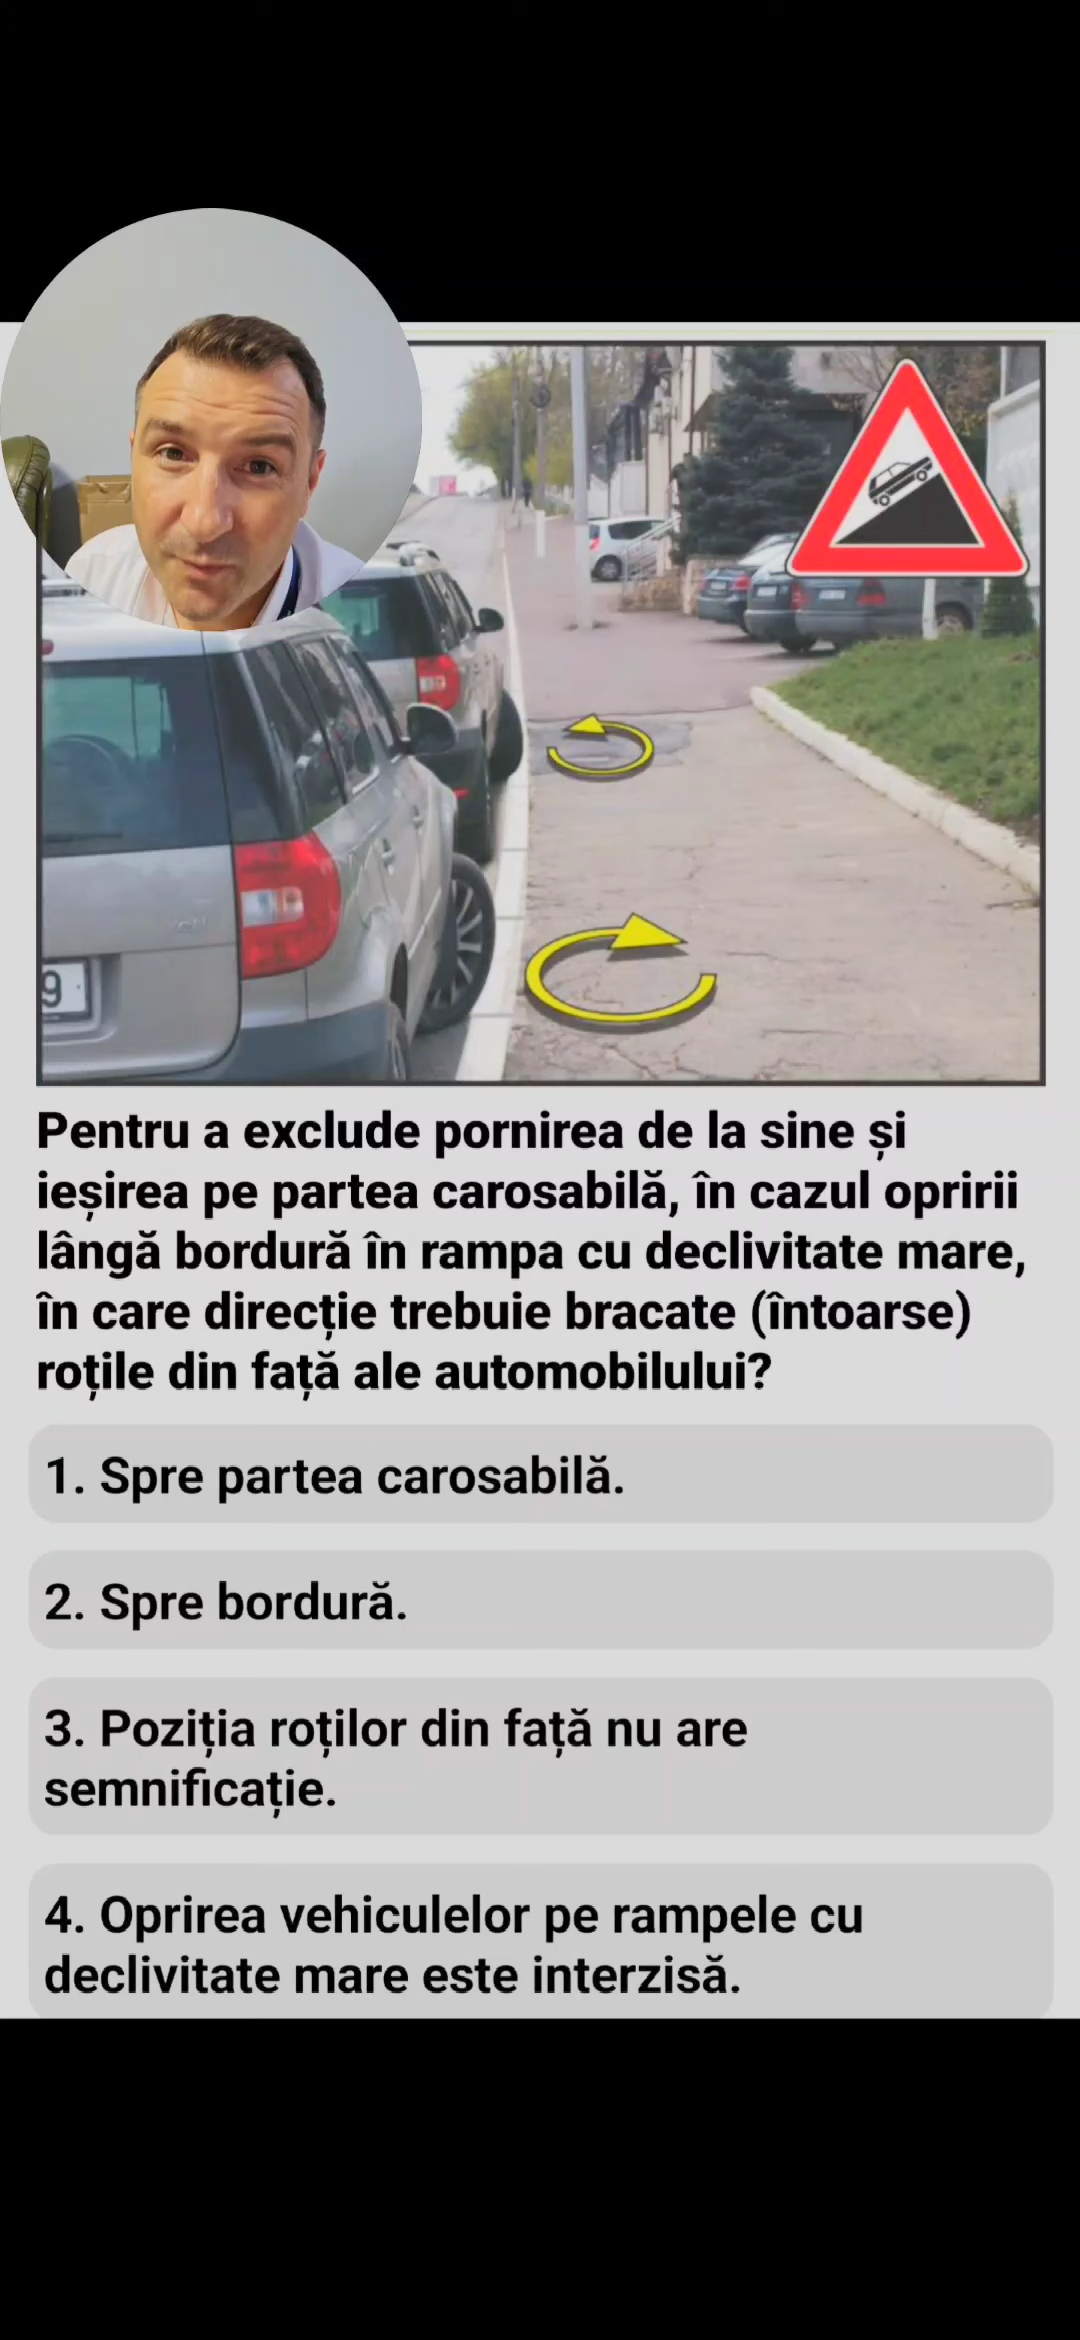 9
Pentru a exclude pornirea de la sine și
ieșirea pe partea carosabilă, în cazul opririi
lângă bordură în rampa cu declivitate mare,
în care direcție trebuie bracate (întoarse)
roțile din față ale automobilului?
1. Spre partea carosabilă.
2. Spre bordură.
3. Poziția roților din față nu are
semnificație.
4. Oprirea vehiculelor pe rampele cu
declivitate mare este interzisă.